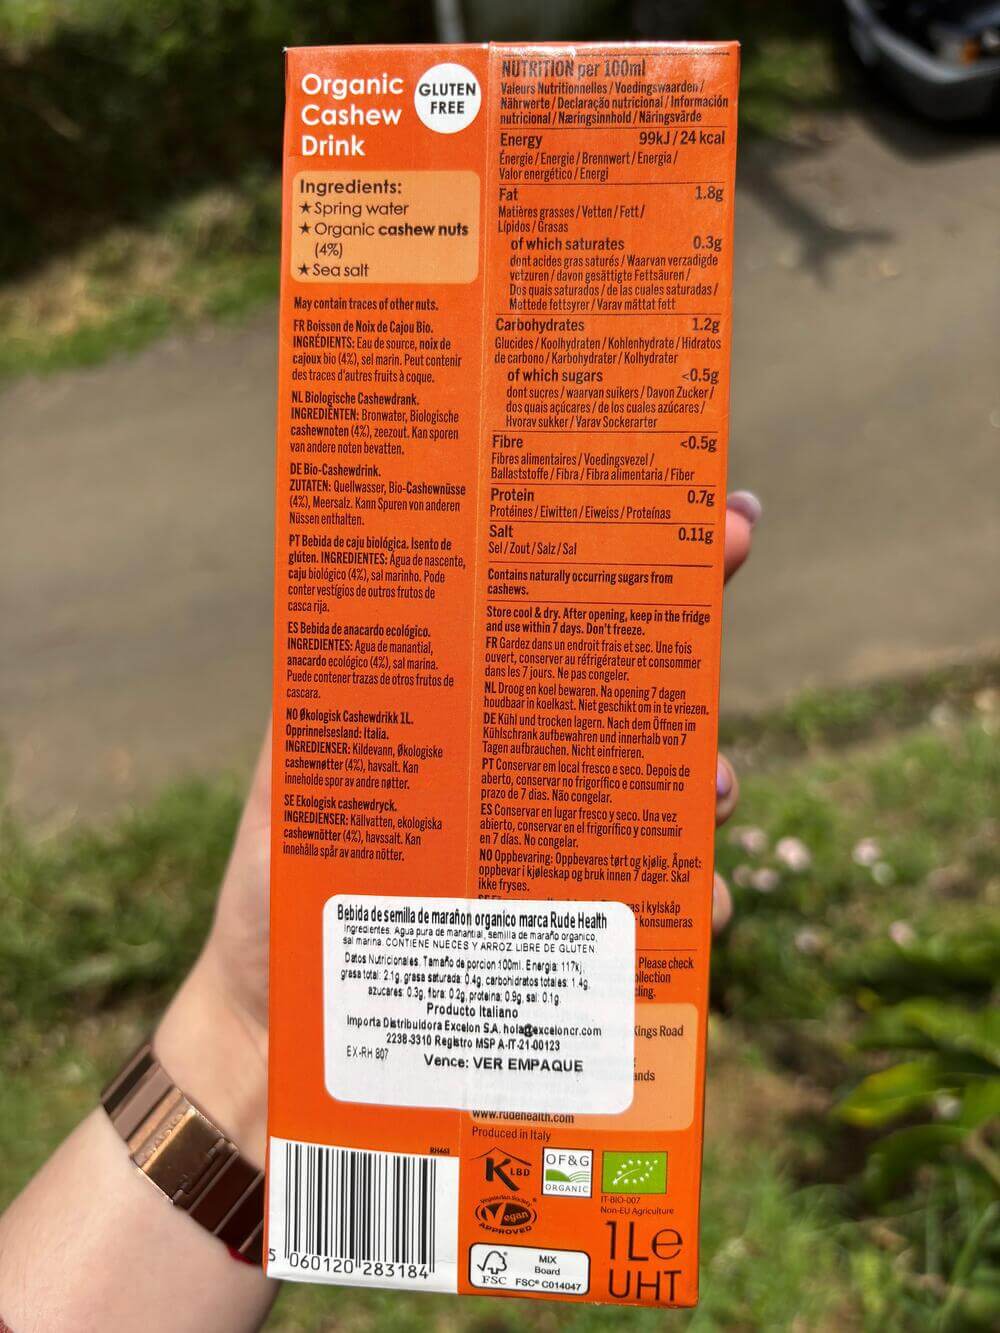 Organic
Cashew
Drink
GLUTEN
FREE
Ingredients:
★ Spring water
★ Organic cashew nuts
(4%)
★ Sea salt
May contain traces of other nuts.
FR Boisson de Noix de Cajou Bio.
INGRÉDIENTS: Eau de source, noix de
cajoux bio (4%), sel marin. Peut contenir
des traces d'autres fruits à coque.
NL Biologische Cashewdrank.
INGREDIËNTEN: Bronwater, Biologische
cashewnoten (4%), zeezout. Kan sporen
van andere noten bevatten.
DE Bio-Cashewdrink.
ZUTATEN: Quellwasser, Bio-Cashewnüsse
(4%), Meersalz. Kann Spuren von anderen
Nüssen enthalten.
PT Bebida de caju biológica. Isento de
glúten. INGREDIENTES: Água de nascente,
caju biológico (4%), sal marinho. Pode
conter vestígios de outros frutos de
casca rija.
ES Bebida de anacardo ecológico.
INGREDIENTES: Agua de manantial,
anacardo ecológico (4%), sal marina.
Puede contener trazas de otros frutos de
cascara.
NO Økologisk Cashewdrikk 1L.
Opprinnelsesland: Italia.
INGREDIENSER: Kildevann, Økologiske
cashewnøtter (4%), havsalt. Kan
inneholde spor av andre nøtter.
SE Ekologisk cashewdryck.
INGREDIENSER: Källvatten, ekologiska
cashewnötter (4%), havssalt. Kan
innehålla spår av andra nötter.
NUTRITION per 100ml
Valeurs Nutritionnelles / Voedingswaarden /
Nährwerte / Declaração nutricional / Información
nutricional / Næringsinnhold / Näringsvärde
Energy 99kJ / 24 kcal
Énergie / Energie / Brennwert / Energia /
Valor energético / Energi
Fat 1.8g
Matières grasses / Vetten / Fett /
Lípidos / Grasas
of which saturates 0.3g
dont acides gras saturés / Waarvan verzadigde
vetzuren / davon gesättigte Fettsäuren /
Dos quais saturados / de las cuales saturadas /
Mettede fettsyrer / Varav mättat fett
Carbohydrates 1.2g
Glucides / Koolhydraten / Kohlenhydrate / Hidratos
de carbono / Karbohydrater / Kolhydrater
of which sugars <0.5g
dont sucres / waarvan suikers / Davon Zucker /
dos quais açúcares / de los cuales azúcares /
Hvorav sukker / Varav Sockerarter
Fibre <0.5g
Fibres alimentaires / Voedingsvezel /
Ballaststoffe / Fibra / Fibra alimentaria / Fiber
Protein 0.7g
Protéines / Eiwitten / Eiweiss / Proteínas
Salt 0.11g
Sel / Zout / Salz / Sal
Contains naturally occurring sugars from
cashews.
Store cool & dry. After opening, keep in the fridge
and use within 7 days. Don't freeze.
FR Gardez dans un endroit frais et sec. Une fois
ouvert, conserver au réfrigérateur et consommer
dans les 7 jours. Ne pas congeler.
NL Droog en koel bewaren. Na opening 7 dagen
houdbaar in koelkast. Niet geschikt om in te vriezen.
DE Kühl und trocken lagern. Nach dem Öffnen im
Kühlschrank aufbewahren und innerhalb von 7
Tagen aufbrauchen. Nicht einfrieren.
PT Conservar em local fresco e seco. Depois de
aberto, conservar no frigorífico e consumir no
prazo de 7 dias. Não congelar.
ES Conservar en lugar fresco y seco. Una vez
abierto, conservar en el frigorífico y consumir
en 7 días. No congelar.
NO Oppbevaring: Oppbevares tørt og kjølig. Åpnet:
oppbevar i kjøleskap og bruk innen 7 dager. Skal
ikke fryses.
i kylskåp
konsumeras
Please check
Kings Road
www.rudehealth.com
Produced in Italy
Bebida de semilla de marañon organico marca Rude Health
Ingredientes. Agua pura de manantial, semilla de maraño organico,
sal marina. CONTIENE NUECES Y ARROZ. LIBRE DE GLUTEN
Datos Nutricionales. Tamaño de porcion 100ml. Energia: 117kj,
grasa total: 2.1g, grasa saturada: 0.4g, carbohidratos totales: 1.4g,
azucares: 0.3g, fibra: 0.2g, proteina: 0.9g, sal: 0.1g.
Producto Italiano
Importa Distribuidora Excelon S.A. hola@exceloncr.com
2238-3310 Registro MSP A-IT-21-00123
EX-RH 807
Vence: VER EMPAQUE
RH461
5 060120 283184
K LBD
OF&G
ORGANIC
IT-BIO-007
Non-EU Agriculture
Vegetarian Society
Vegan
APPROVED
FSC
MIX
Board
FSC® C014047
1Le
UHT